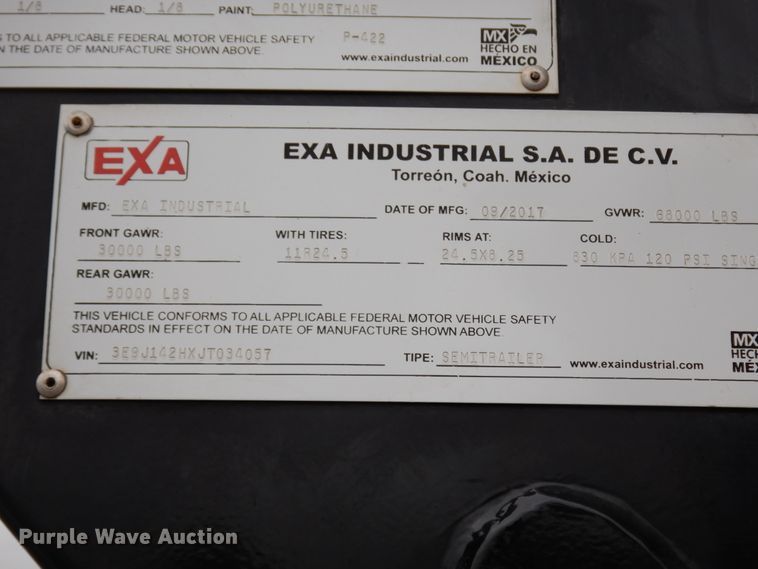 1/8 HEAD: 1/8 PAINT: POLYURETHANE
S TO ALL APPLICABLE FEDERAL MOTOR VEHICLE SAFETY P-422
N THE DATE OF MANUFACTURE SHOWN ABOVE.
www.exaindustrial.com
MX
HECHO EN
MÉXICO
EXA
EXA INDUSTRIAL S.A. DE C.V.
Torreón, Coah. México
MFD: EXA INDUSTRIAL DATE OF MFG: 09/2017 GVWR: 68000 LBS
FRONT GAWR: WITH TIRES: RIMS AT: COLD:
30000 LBS 11R24.5 24.5X8.25 830 KPA 120 PSI SING
REAR GAWR:
30000 LBS
THIS VEHICLE CONFORMS TO ALL APPLICABLE FEDERAL MOTOR VEHICLE SAFETY
STANDARDS IN EFFECT ON THE DATE OF MANUFACTURE SHOWN ABOVE.
VIN: 3E9J142HXJT034057 TIPE: SEMITRAILER www.exaindustrial.com
MX
HECH
MÉX
Purple Wave Auction